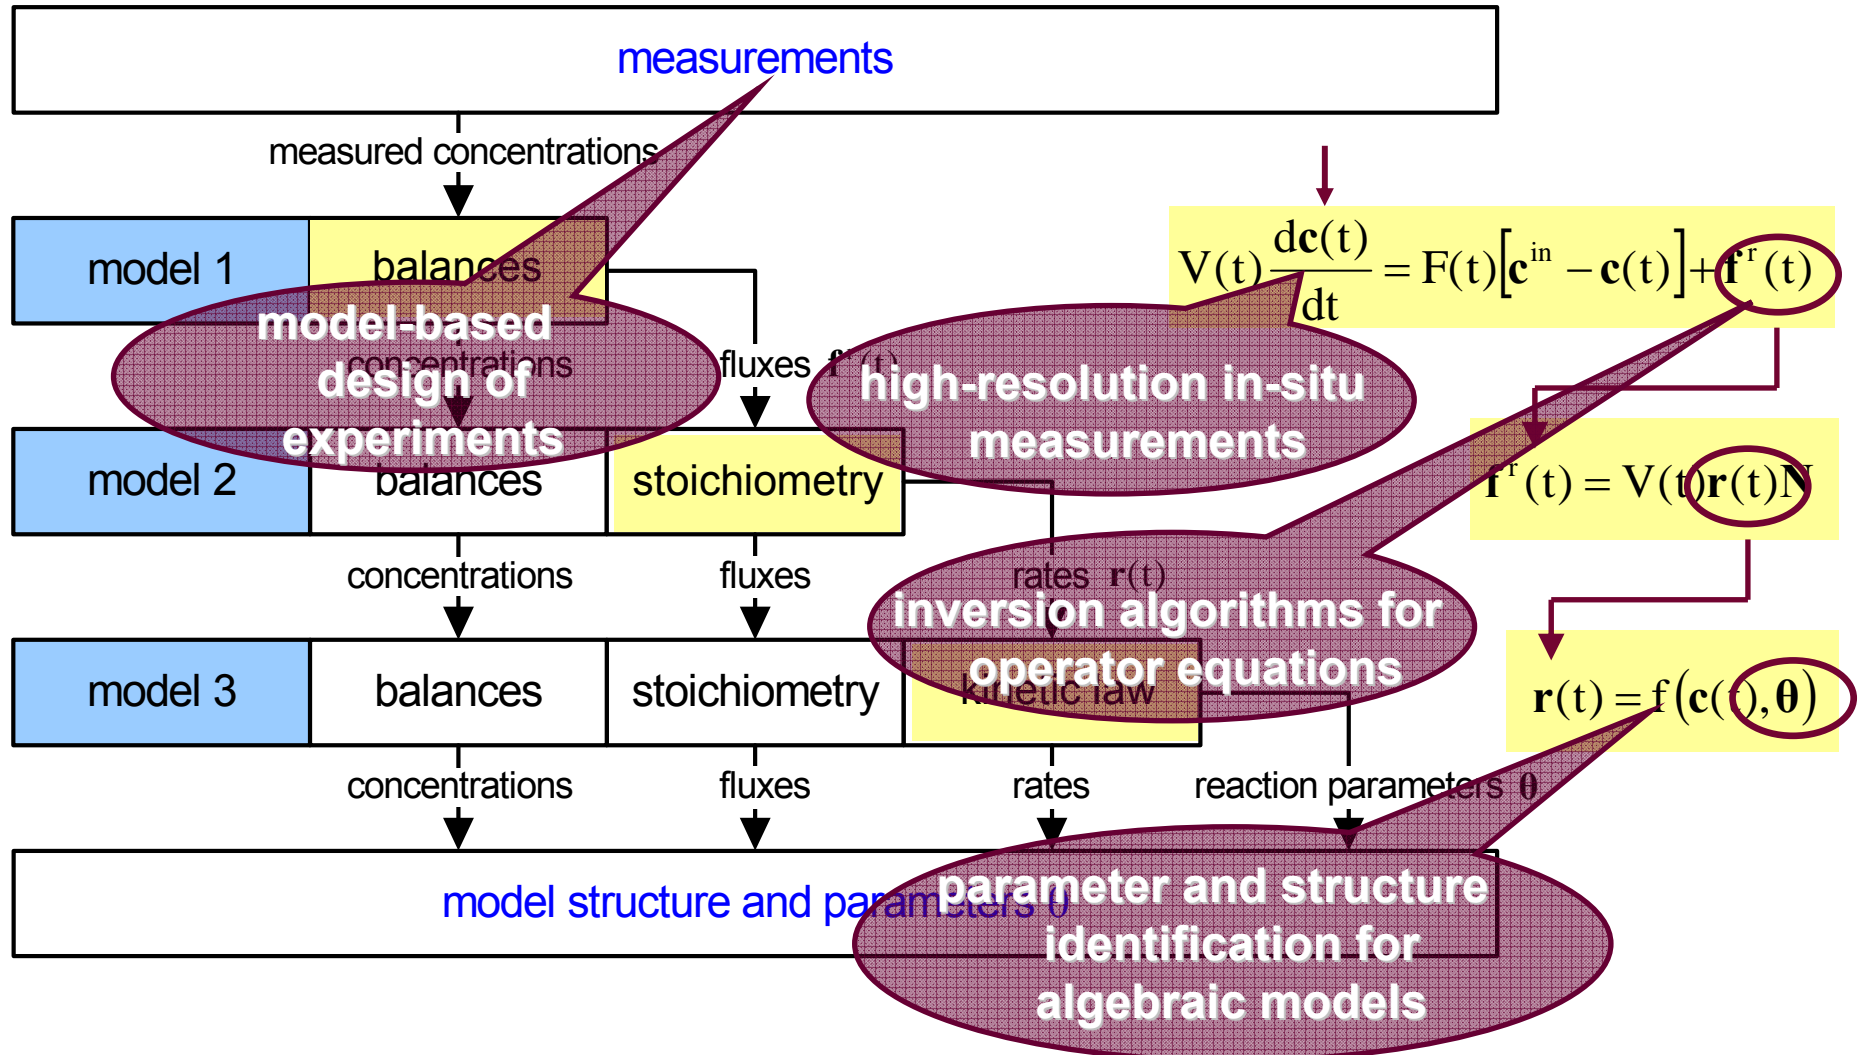 measurements
measured concentrations
model 1 balances
V(t) dc(t)/dt = F(t)[c^in − c(t)] + f^r(t)
model-based
design of
experiments
concentrations
fluxes f^r(t)
high-resolution in-situ
measurements
model 2 balances stoichiometry
f^r(t) = V(t)r(t)N
concentrations fluxes rates r(t)
inversion algorithms for
operator equations
model 3 balances stoichiometry kinetic law
r(t) = f(c(t), θ)
concentrations fluxes rates reaction parameters θ
model structure and parameters θ
parameter and structure
identification for
algebraic models